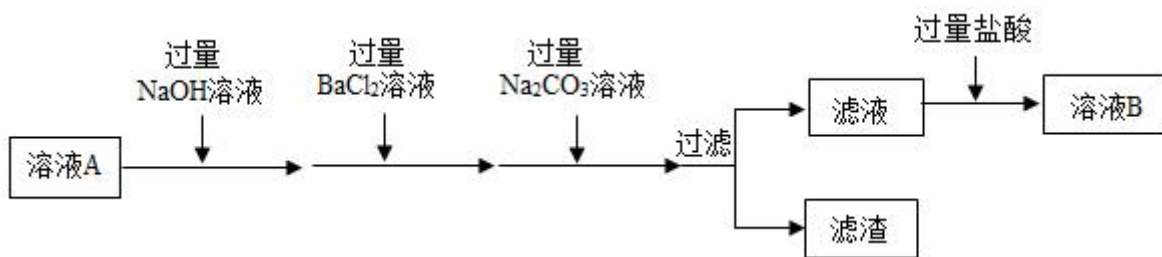 过量
NaOH溶液
过量
BaCl₂溶液
过量
Na₂CO₃溶液
过量盐酸
溶液A
过滤
滤液
溶液B
滤渣